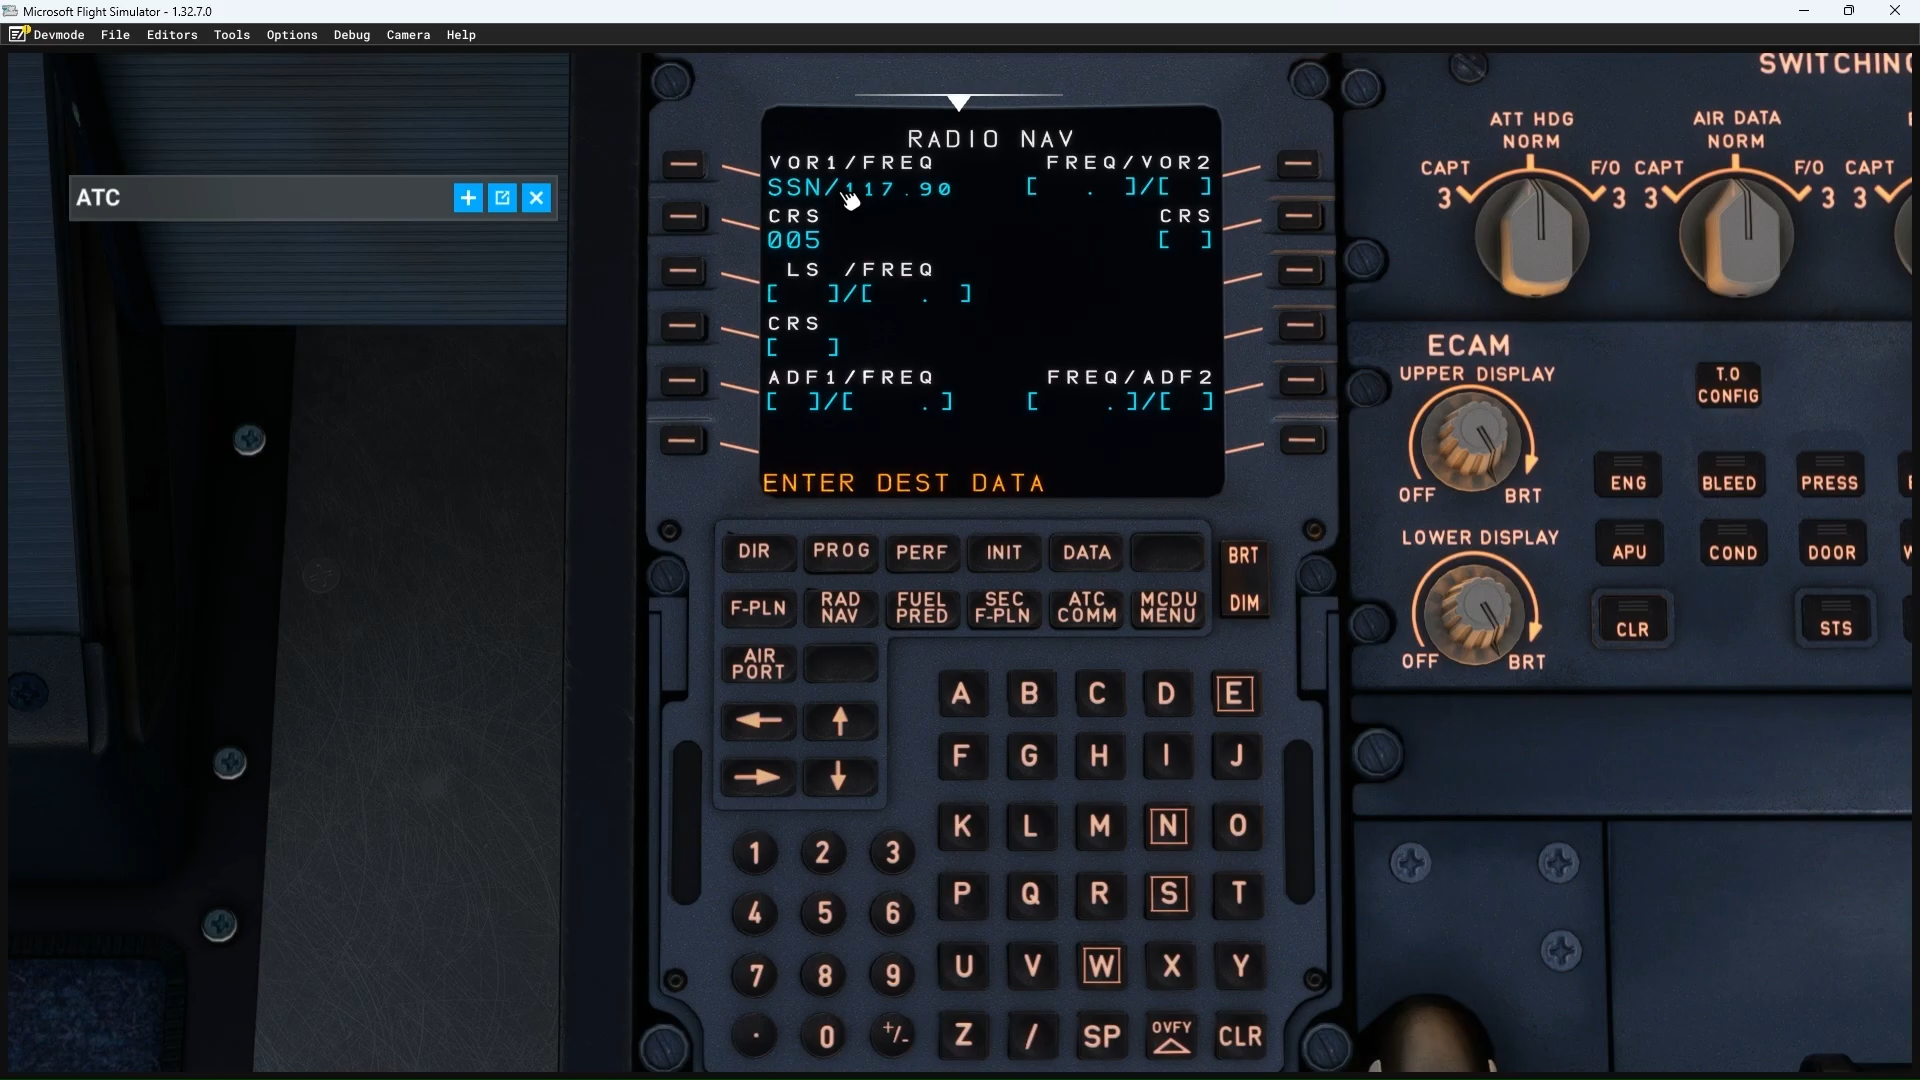 Microsoft Flight Simulator - 1.32.7.0
Devmode File Editors Tools Options Debug Camera Help
ATC
RADIO NAV
VOR1/FREQ FREQ/VOR2
SSN/117.90 [ . ]/[ ]
CRS CRS
005 [ ]
LS /FREQ
[ ]/[ . ]
CRS
[ ]
ADF1/FREQ FREQ/ADF2
[ ]/[ .] [ .]/[ ]
ENTER DEST DATA
DIR PROG PERF INIT DATA
BRT
DIM
F-PLN RAD NAV FUEL PRED SEC F-PLN ATC COMM MCDU MENU
AIR PORT
A B C D E
F G H I J
K L M N O
P Q R S T
U V W X Y
Z / SP OVFY CLR
1 2 3
4 5 6
7 8 9
. 0 +/-
ATT HDG AIR DATA
NORM NORM
CAPT 3 F/O 3 CAPT 3 F/O 3 CAPT 3
ECAM
UPPER DISPLAY
OFF BRT
T.O CONFIG
ENG BLEED PRESS
LOWER DISPLAY
OFF BRT
APU COND DOOR
CLR STS